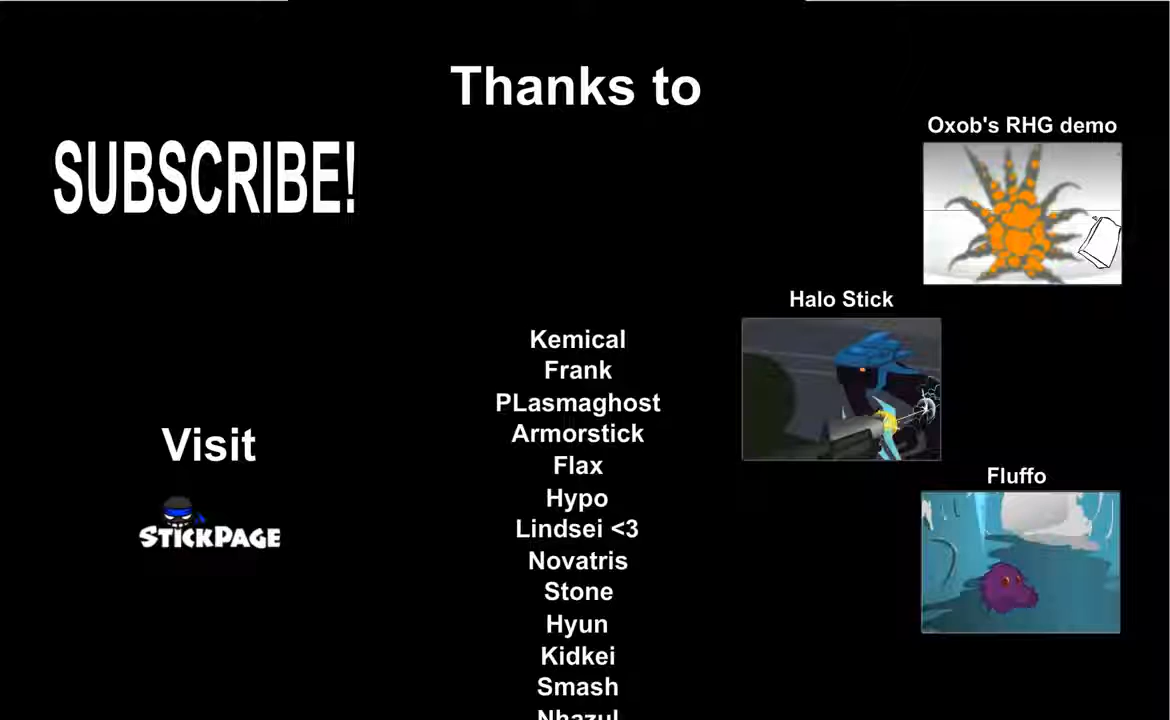 Thanks to
SUBSCRIBE!
Oxob's RHG demo
Halo Stick
Kemical
Frank
PLasmaghost
Armorstick
Flax
Hypo
Lindsei <3
Novatris
Stone
Hyun
Kidkei
Smash
Nhazul
Visit
STICKPAGE
Fluffo